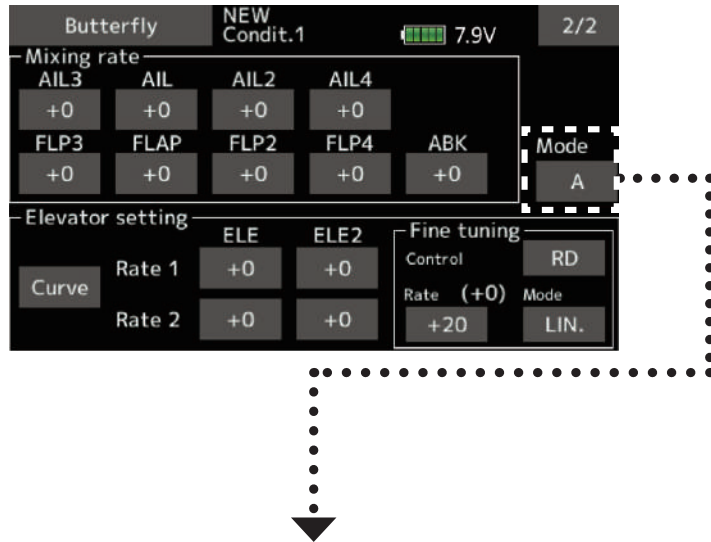 Butterfly
NEW
Condit.1
7.9V
2/2
Mixing rate
AIL3 AIL AIL2 AIL4
+0 +0 +0 +0
FLP3 FLAP FLP2 FLP4 ABK
+0 +0 +0 +0 +0
Mode
A
Elevator setting
ELE ELE2
Curve
Rate 1 +0 +0
Rate 2 +0 +0
Fine tuning
Control RD
Rate (+0) Mode
+20 LIN.